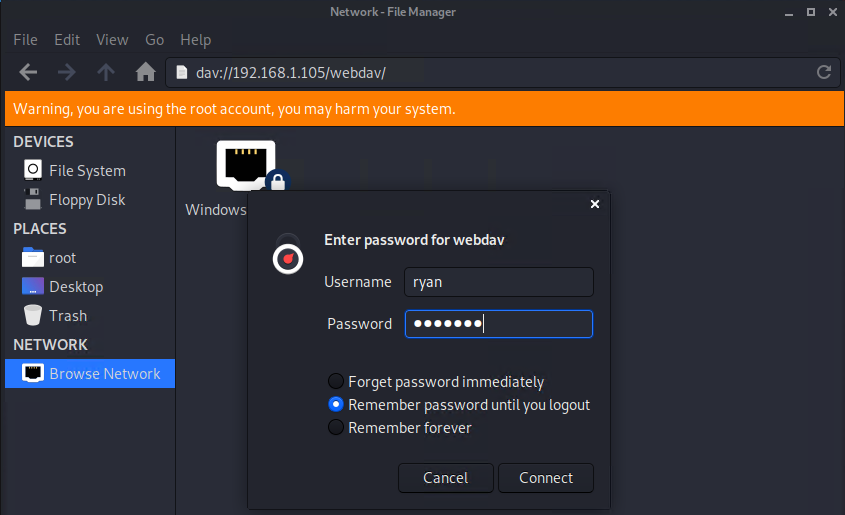 Network - File Manager
File Edit View Go Help
dav://192.168.1.105/webdav/
Warning, you are using the root account, you may harm your system.
DEVICES
File System
Floppy Disk
PLACES
root
Desktop
Trash
NETWORK
Browse Network
Windows
Enter password for webdav
Username ryan
Password ●●●●●●●
Forget password immediately
Remember password until you logout
Remember forever
Cancel Connect